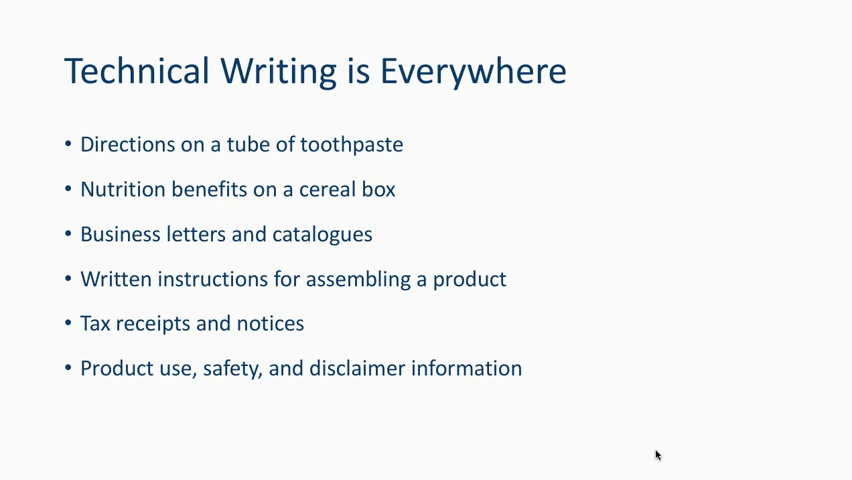 Technical Writing is Everywhere
• Directions on a tube of toothpaste
• Nutrition benefits on a cereal box
• Business letters and catalogues
• Written instructions for assembling a product
• Tax receipts and notices
• Product use, safety, and disclaimer information